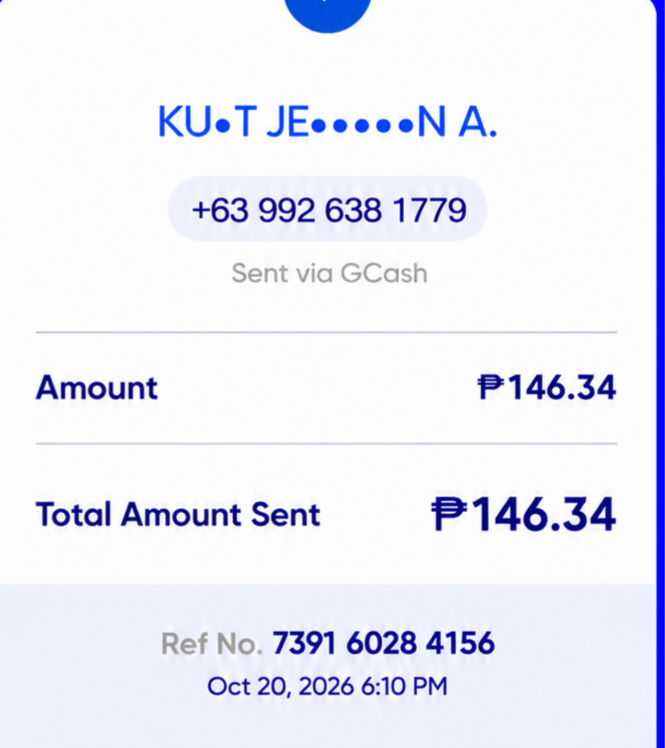 KU•T JE•••••N A.
+63 992 638 1779
Sent via GCash
Amount ₱146.34
Total Amount Sent ₱146.34
Ref No. 7391 6028 4156
Oct 20, 2026 6:10 PM